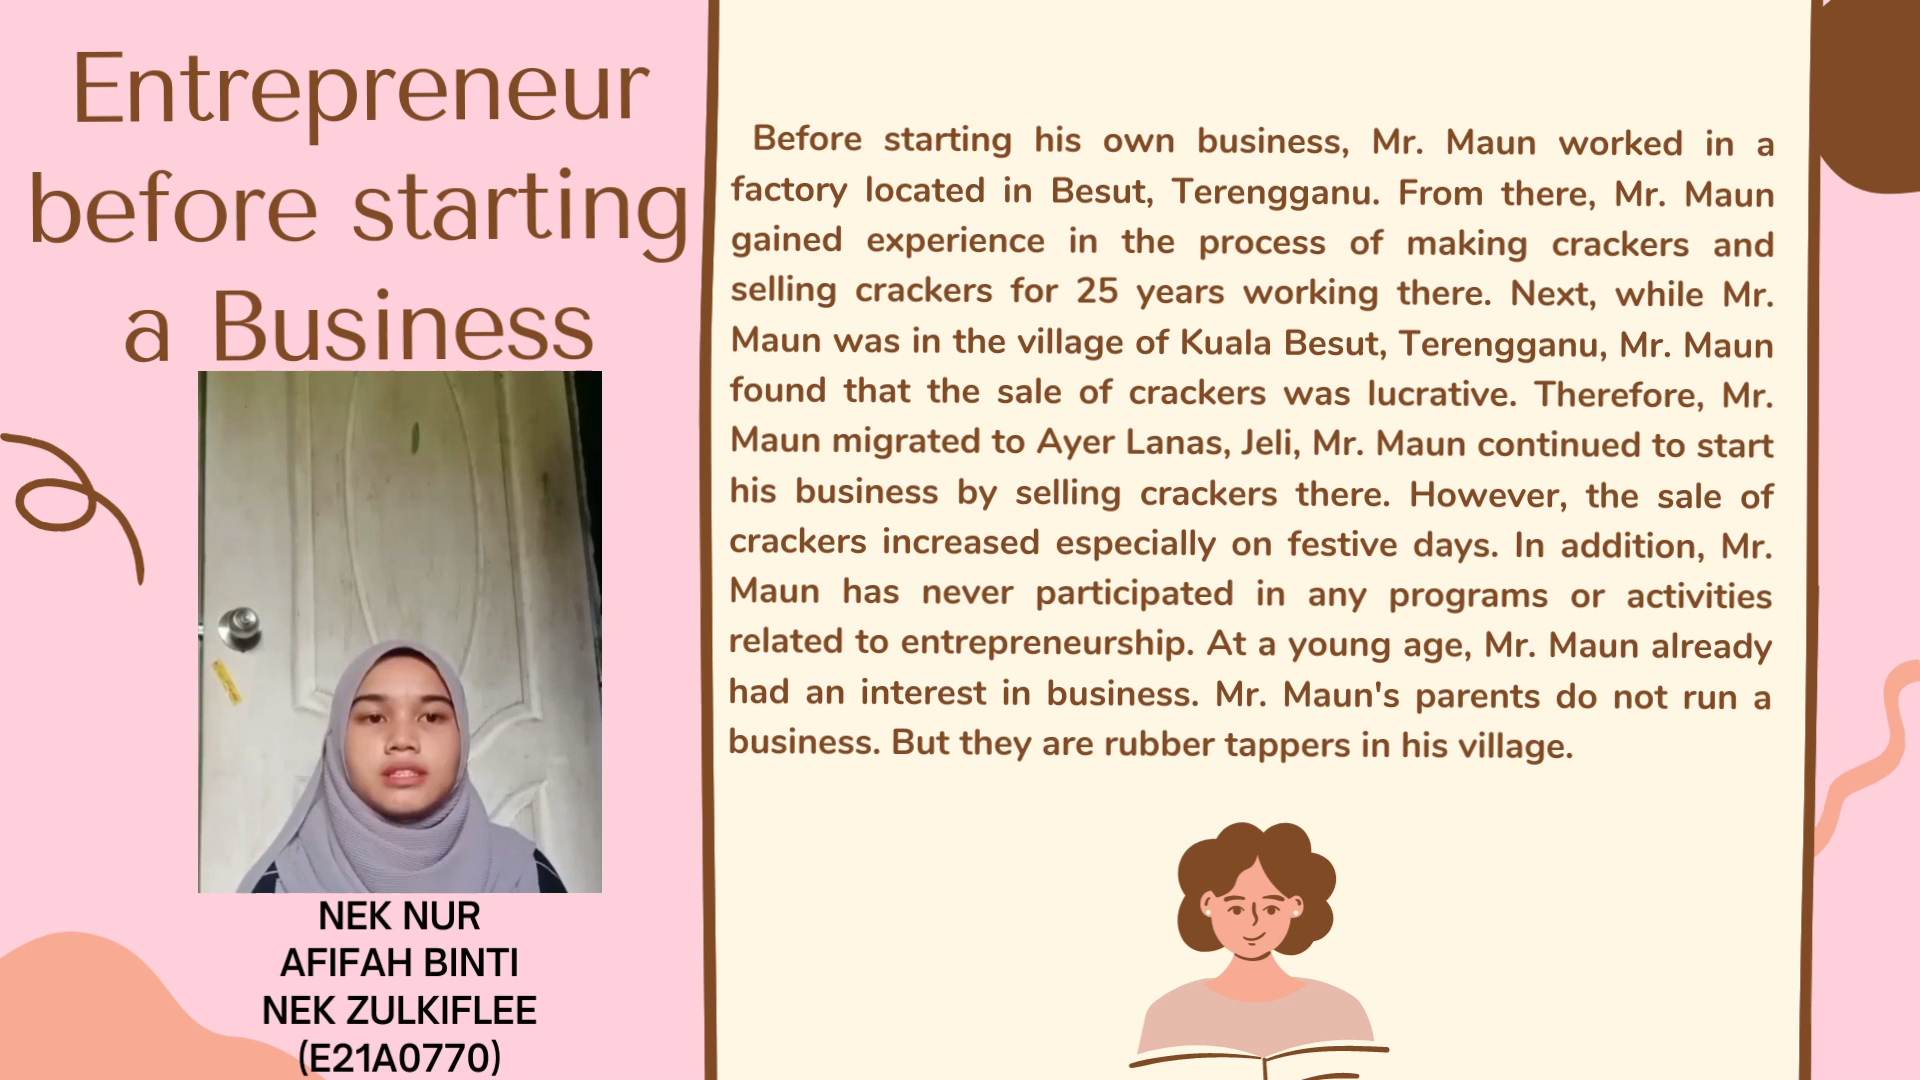 Entrepreneur
before starting
a Business
NEK NUR
AFIFAH BINTI
NEK ZULKIFLEE
(E21A0770)
Before starting his own business, Mr. Maun worked in a
factory located in Besut, Terengganu. From there, Mr. Maun
gained experience in the process of making crackers and
selling crackers for 25 years working there. Next, while Mr.
Maun was in the village of Kuala Besut, Terengganu, Mr. Maun
found that the sale of crackers was lucrative. Therefore, Mr.
Maun migrated to Ayer Lanas, Jeli, Mr. Maun continued to start
his business by selling crackers there. However, the sale of
crackers increased especially on festive days. In addition, Mr.
Maun has never participated in any programs or activities
related to entrepreneurship. At a young age, Mr. Maun already
had an interest in business. Mr. Maun's parents do not run a
business. But they are rubber tappers in his village.